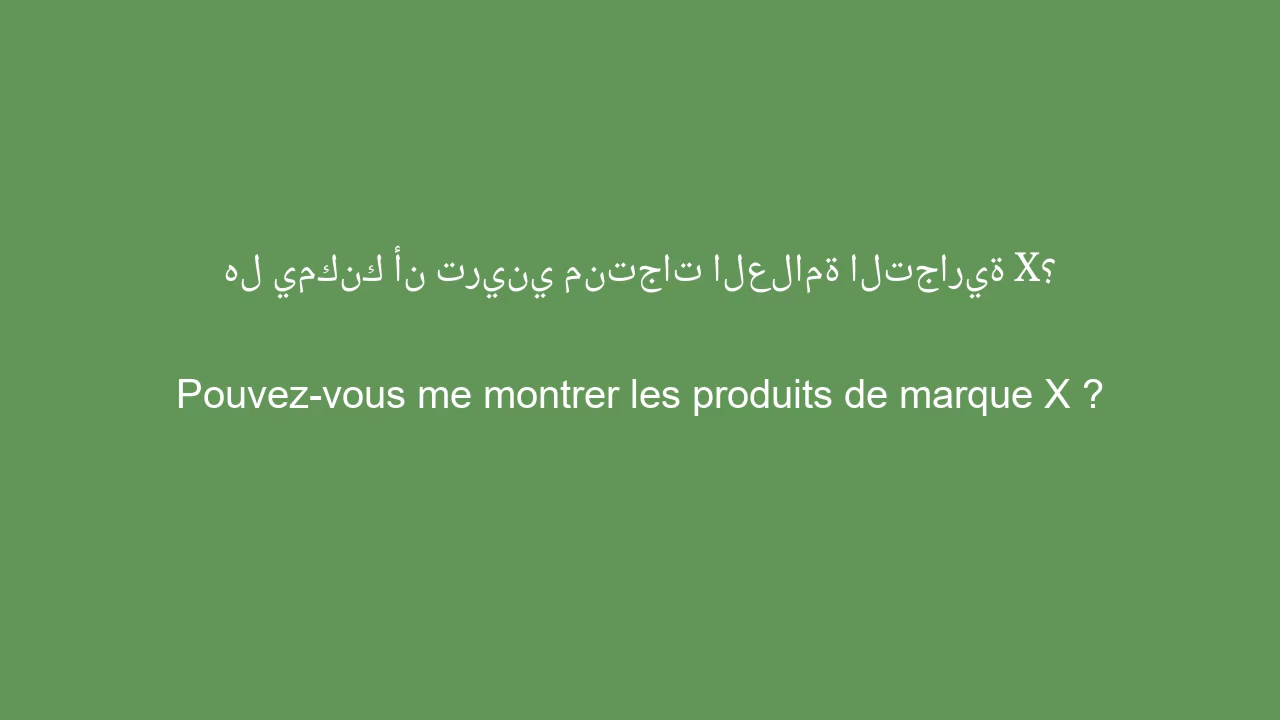 هل يمكنك أن تريني منتجات العلامة التجارية X؟
Pouvez-vous me montrer les produits de marque X ?